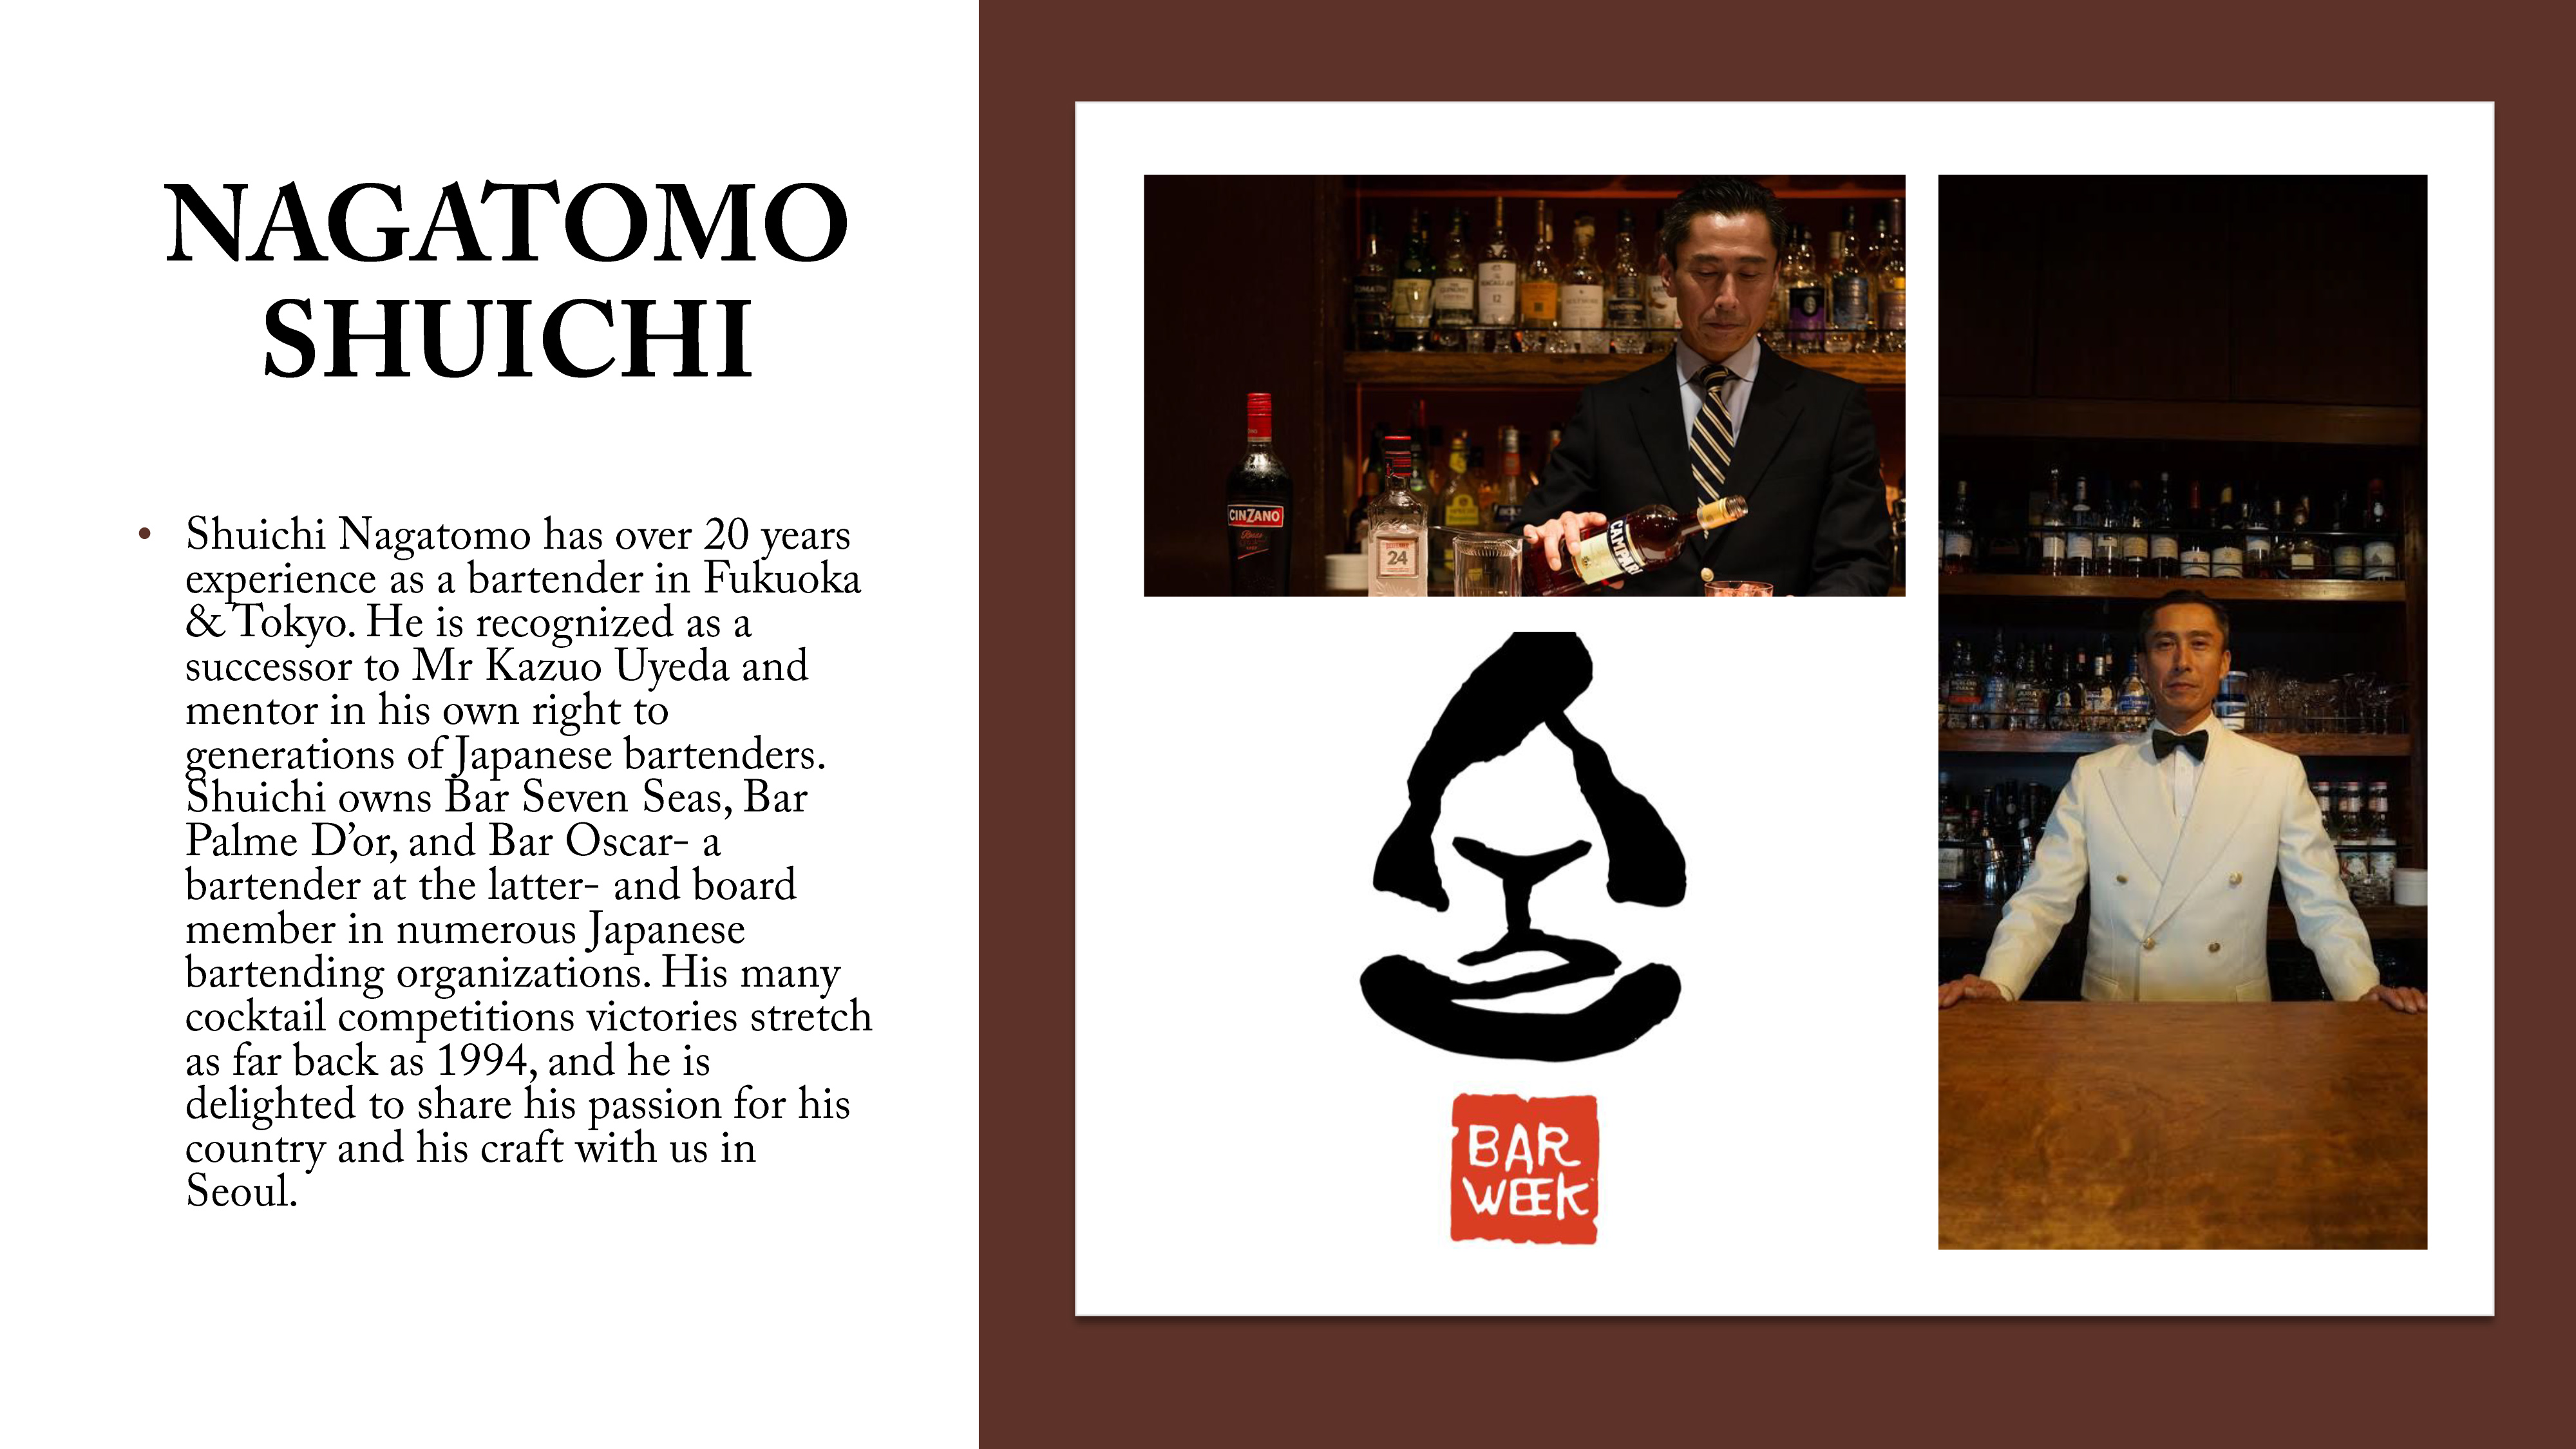 NAGATOMO
SHUICHI
• Shuichi Nagatomo has over 20 years
experience as a bartender in Fukuoka
& Tokyo. He is recognized as a
successor to Mr Kazuo Uyeda and
mentor in his own right to
generations of Japanese bartenders.
Shuichi owns Bar Seven Seas, Bar
Palme D’or, and Bar Oscar- a
bartender at the latter- and board
member in numerous Japanese
bartending organizations. His many
cocktail competitions victories stretch
as far back as 1994, and he is
delighted to share his passion for his
country and his craft with us in
Seoul.
CINZANO
24
CAMPARI
BAR
WEEK